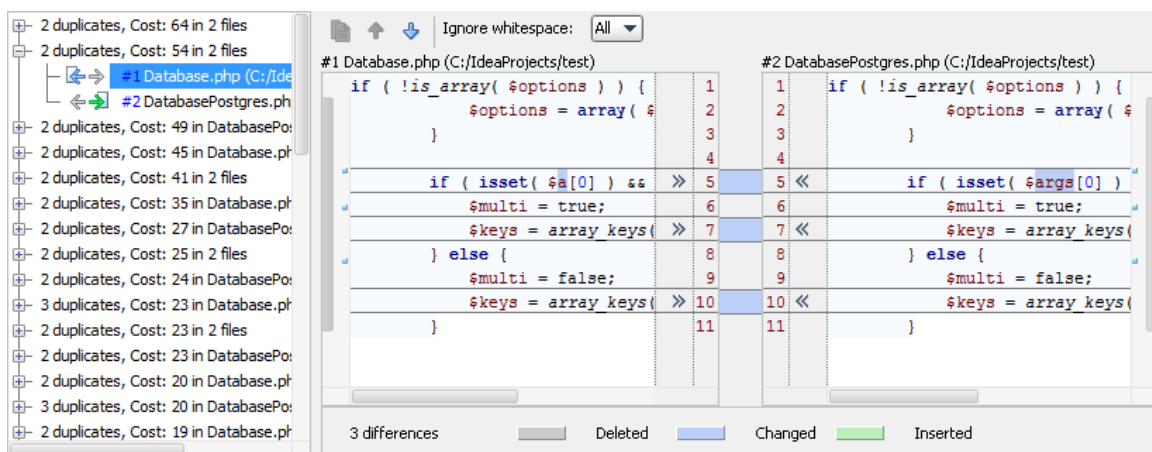 2 duplicates, Cost: 64 in 2 files
2 duplicates, Cost: 54 in 2 files
#1 Database.php (C:/Ide
#2 DatabasePostgres.ph
2 duplicates, Cost: 49 in DatabasePo
2 duplicates, Cost: 45 in Database.ph
2 duplicates, Cost: 41 in 2 files
2 duplicates, Cost: 35 in Database.ph
2 duplicates, Cost: 27 in DatabasePo
2 duplicates, Cost: 25 in 2 files
2 duplicates, Cost: 24 in DatabasePo
3 duplicates, Cost: 23 in Database.ph
2 duplicates, Cost: 23 in 2 files
2 duplicates, Cost: 23 in DatabasePo
2 duplicates, Cost: 20 in Database.ph
3 duplicates, Cost: 20 in DatabasePo
2 duplicates, Cost: 19 in Database.ph
Ignore whitespace: All
#1 Database.php (C:/IdeaProjects/test)
if ( !is_array( $options ) ) { 1
$options = array( $ 2
} 3
4
if ( isset( $a[0] ) && » 5
$multi = true; 6
$keys = array_keys( » 7
} else { 8
$multi = false; 9
$keys = array_keys( » 10
} 11
#2 DatabasePostgres.php (C:/IdeaProjects/test)
1 if ( !is_array( $options ) ) {
2 $options = array( $
3 }
4
5 « if ( isset( $args[0] )
6 $multi = true;
7 « $keys = array_keys(
8 } else {
9 $multi = false;
10 « $keys = array_keys(
11 }
3 differences Deleted Changed Inserted